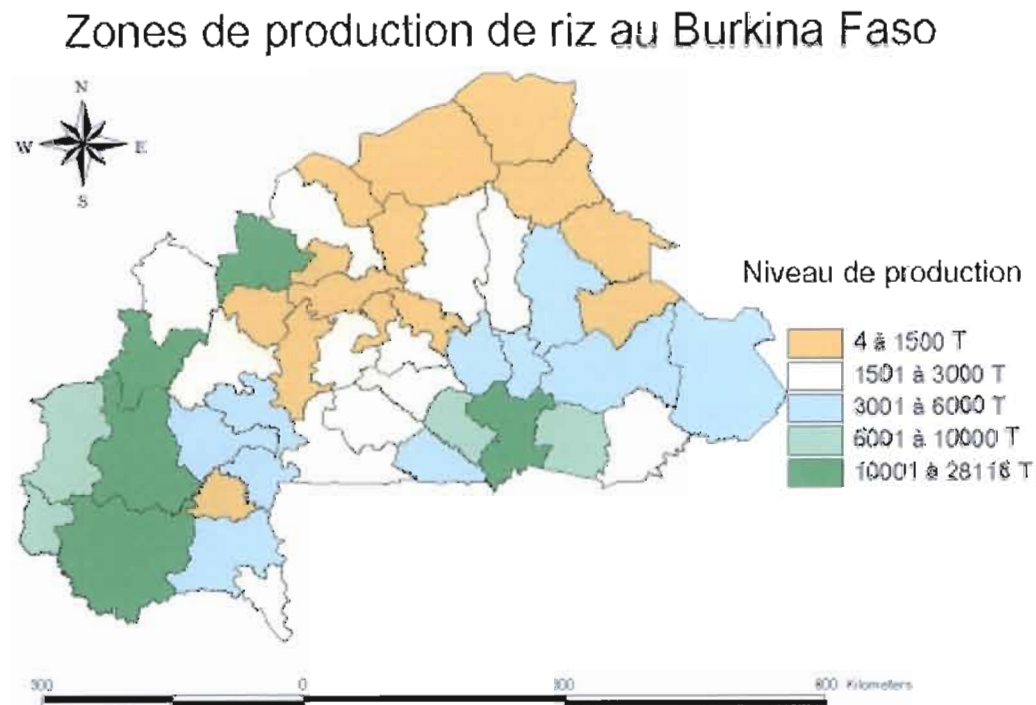 Zones de production de riz au Burkina Faso
N
W E
S
Niveau de production
4 à 1500 T
1501 à 3000 T
3001 à 6000 T
6001 à 10000 T
10001 à 28116 T
300 0 300 600 Kilometers